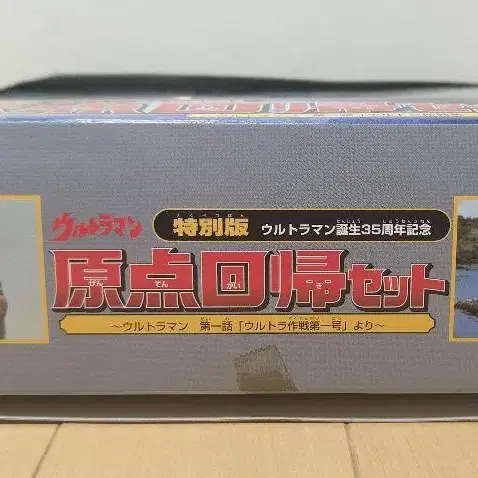 ウルトラマン
特別版 ウルトラマン誕生35周年記念
原点回帰セット
〜ウルトラマン 第一話「ウルトラ作戦第一号」より〜